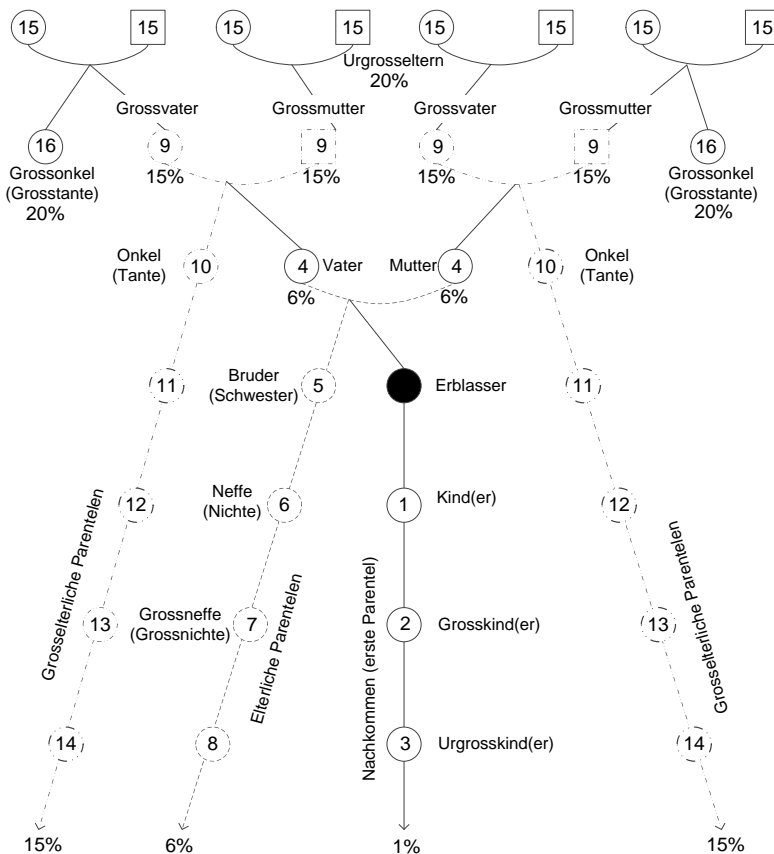 15 15 15 15 15 15 15 15
Urgrosseltern
20%
Grossvater Grossmutter Grossvater Grossmutter
16 9 9 9 9 16
Grossonkel
(Grosstante)
20%
15% 15% 15% 15%
Grossonkel
(Grosstante)
20%
Onkel
(Tante)
10
4 Vater
Mutter 4
10
Onkel
(Tante)
6% 6%
11
Bruder
(Schwester)
5
Erblasser
11
12
Neffe
(Nichte)
6
1
Kind(er)
12
Grosselterliche Parentelen
13
Grossneffe
(Grossnichte)
7
Elterliche Parentelen
Nachkommen (erste Parentel)
2
Grosskind(er)
13
Grosselterliche Parentelen
14
8
3
Urgrosskind(er)
14
15% 6% 1% 15%